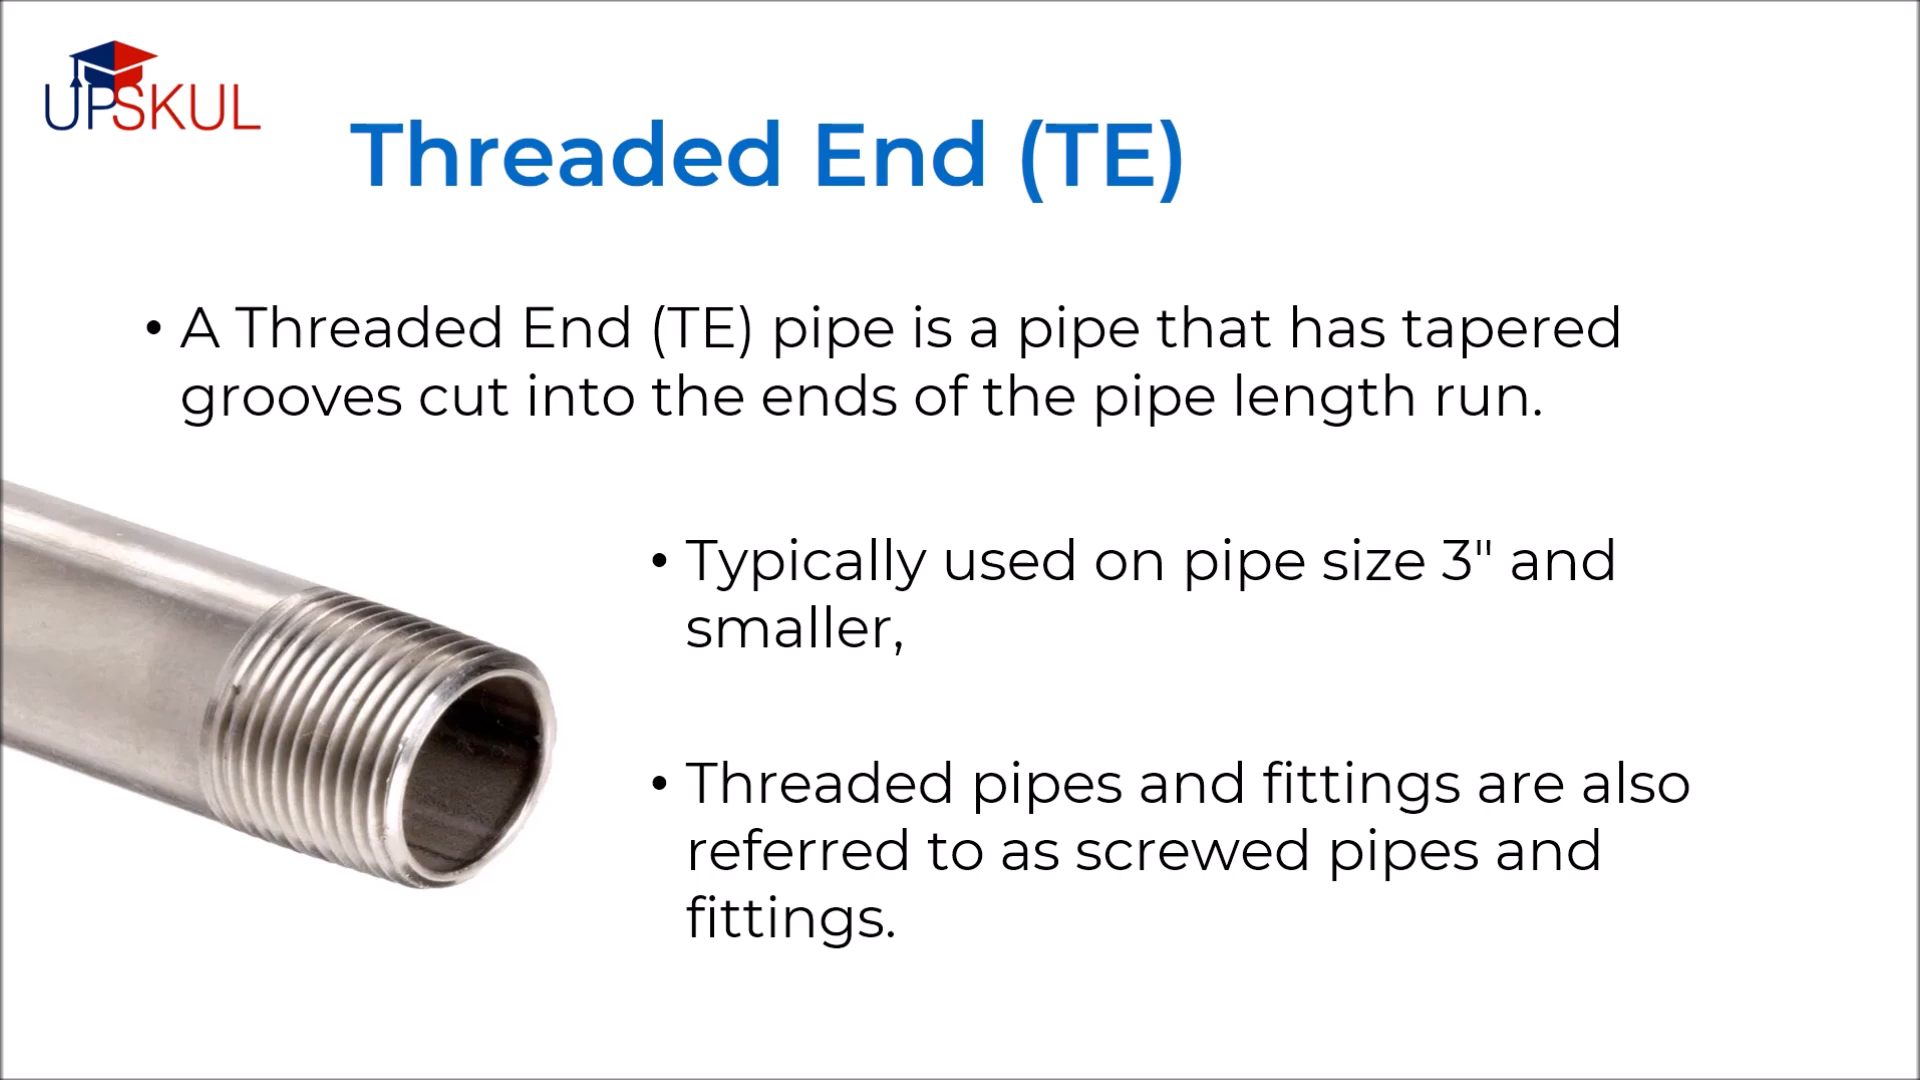 UPSKUL
Threaded End (TE)
• A Threaded End (TE) pipe is a pipe that has tapered
grooves cut into the ends of the pipe length run.
• Typically used on pipe size 3" and
smaller,
• Threaded pipes and fittings are also
referred to as screwed pipes and
fittings.